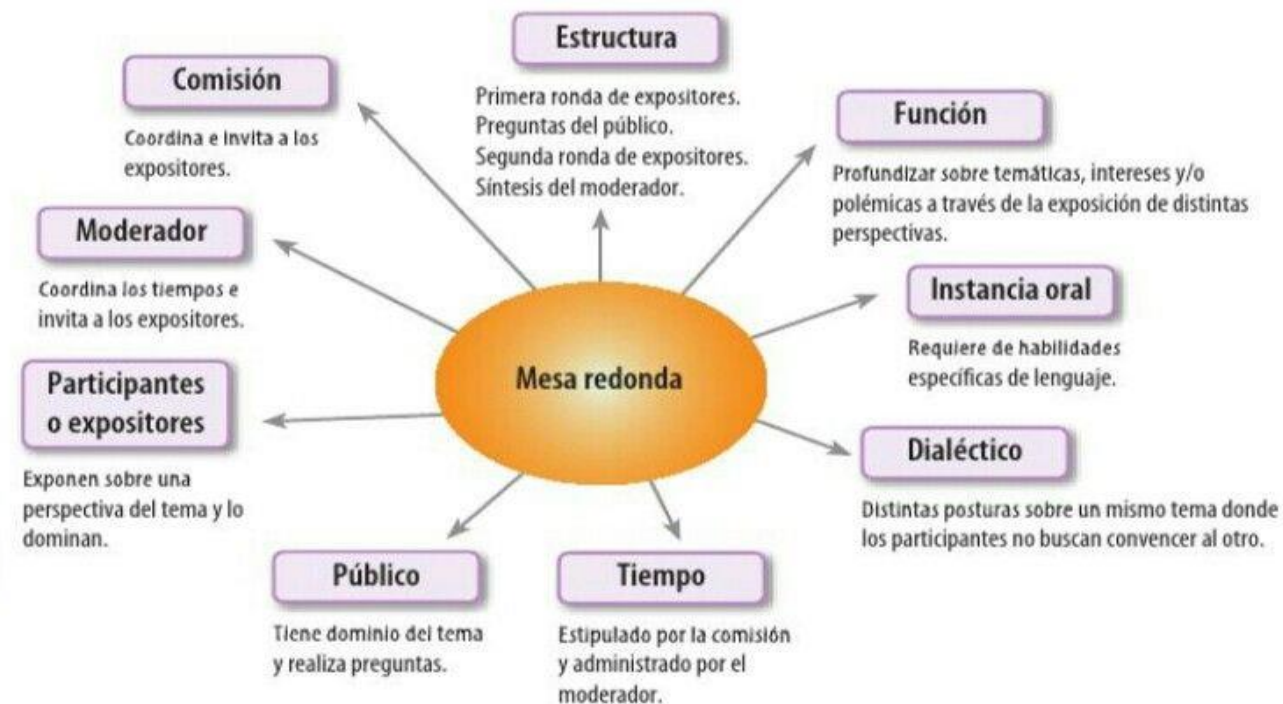 Estructura
Primera ronda de expositores.
Preguntas del público.
Segunda ronda de expositores.
Síntesis del moderador.
Comisión
Coordina e invita a los
expositores.
Función
Profundizar sobre temáticas, intereses y/o
polémicas a través de la exposición de distintas
perspectivas.
Moderador
Coordina los tiempos e
invita a los expositores.
Instancia oral
Requiere de habilidades
específicas de lenguaje.
Mesa redonda
Participantes
o expositores
Exponen sobre una
perspectiva del tema y lo
dominan.
Dialéctico
Distintas posturas sobre un mismo tema donde
los participantes no buscan convencer al otro.
Público
Tiene dominio del tema
y realiza preguntas.
Tiempo
Estipulado por la comisión
y administrado por el
moderador.